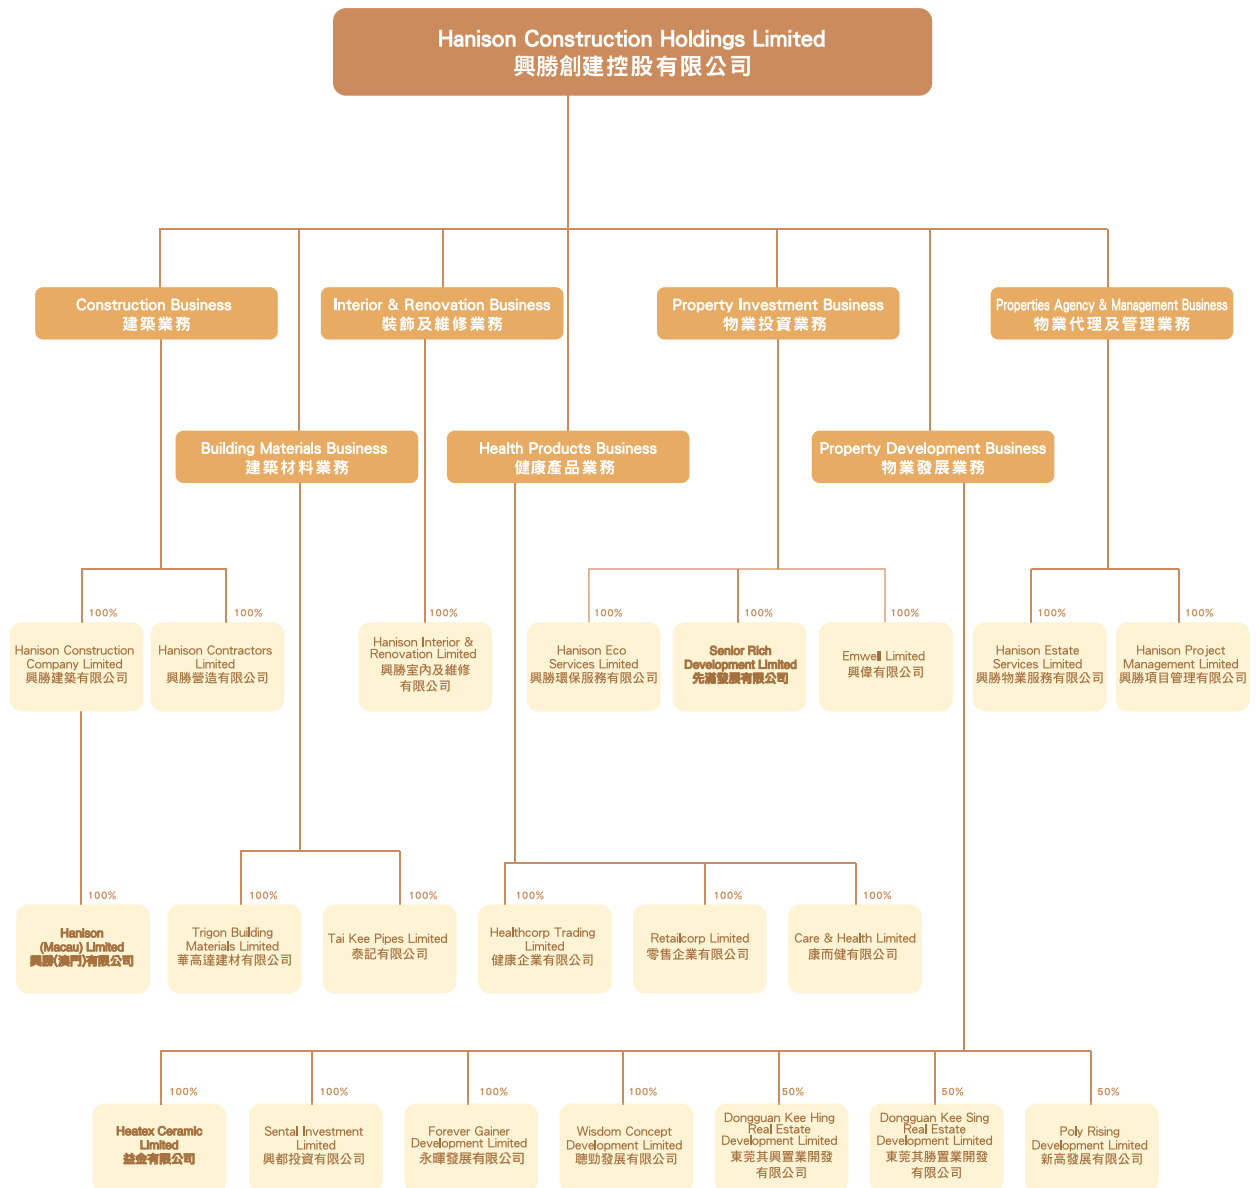 Hanison Construction Holdings Limited
興勝創建控股有限公司
Construction Business
建築業務
Interior & Renovation Business
裝飾及維修業務
Property Investment Business
物業投資業務
Properties Agency & Management Business
物業代理及管理業務
Building Materials Business
建築材料業務
Health Products Business
健康產品業務
Property Development Business
物業發展業務
100%
Hanison Construction
Company Limited
興勝建築有限公司
100%
Hanison Contractors
Limited
興勝營造有限公司
100%
Hanison Interior &
Renovation Limited
興勝室內及維修
有限公司
100%
Hanison Eco
Services Limited
興勝環保服務有限公司
100%
Senior Rich
Development Limited
先滿發展有限公司
100%
Emwell Limited
興偉有限公司
100%
Hanison Estate
Services Limited
興勝物業服務有限公司
100%
Hanison Project
Management Limited
興勝項目管理有限公司
100%
Hanison
(Macau) Limited
興勝(澳門)有限公司
100%
Trigon Building
Materials Limited
華高達建材有限公司
100%
Tai Kee Pipes Limited
泰記有限公司
100%
Healthcorp Trading
Limited
健康企業有限公司
100%
Retailcorp Limited
零售企業有限公司
100%
Care & Health Limited
康而健有限公司
100%
Heatex Ceramic
Limited
益金有限公司
100%
Sental Investment
Limited
興都投資有限公司
100%
Forever Gainer
Development Limited
永暉發展有限公司
100%
Wisdom Concept
Development Limited
聰勁發展有限公司
50%
Dongguan Kee Hing
Real Estate
Development Limited
東莞其興置業開發
有限公司
50%
Dongguan Kee Sing
Real Estate
Development Limited
東莞其勝置業開發
有限公司
50%
Poly Rising
Development Limited
新高發展有限公司